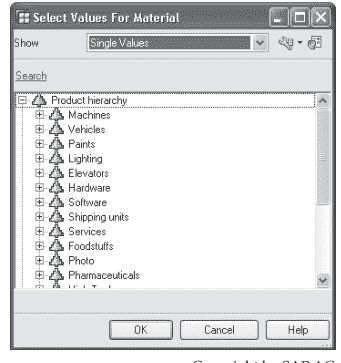 Select Values For Material
Show
Single Values
Search
Product hierarchy
Machines
Vehicles
Paints
Lighting
Elevators
Hardware
Software
Shipping units
Services
Foodstuffs
Photo
Pharmaceuticals
OK
Cancel
Help